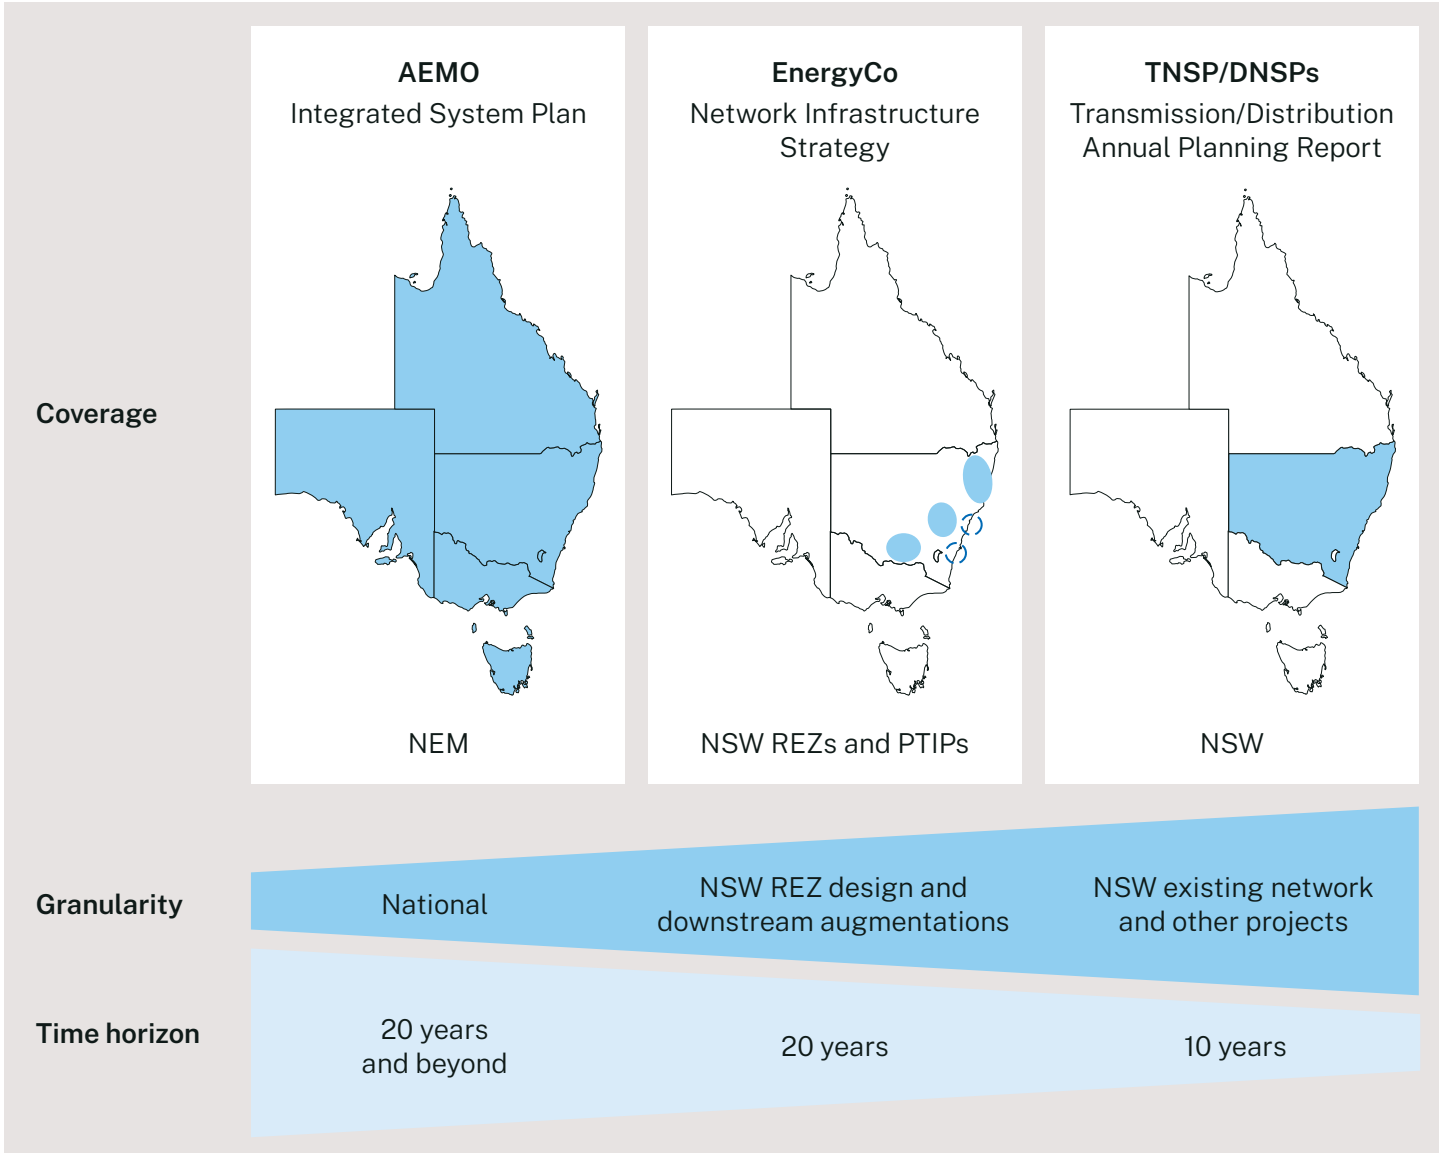 AEMO
Integrated System Plan
EnergyCo
Network Infrastructure
Strategy
TNSP/DNSPs
Transmission/Distribution
Annual Planning Report
Coverage
NEM
NSW REZs and PTIPs
NSW
Granularity
National
NSW REZ design and
downstream augmentations
NSW existing network
and other projects
Time horizon
20 years
and beyond
20 years
10 years